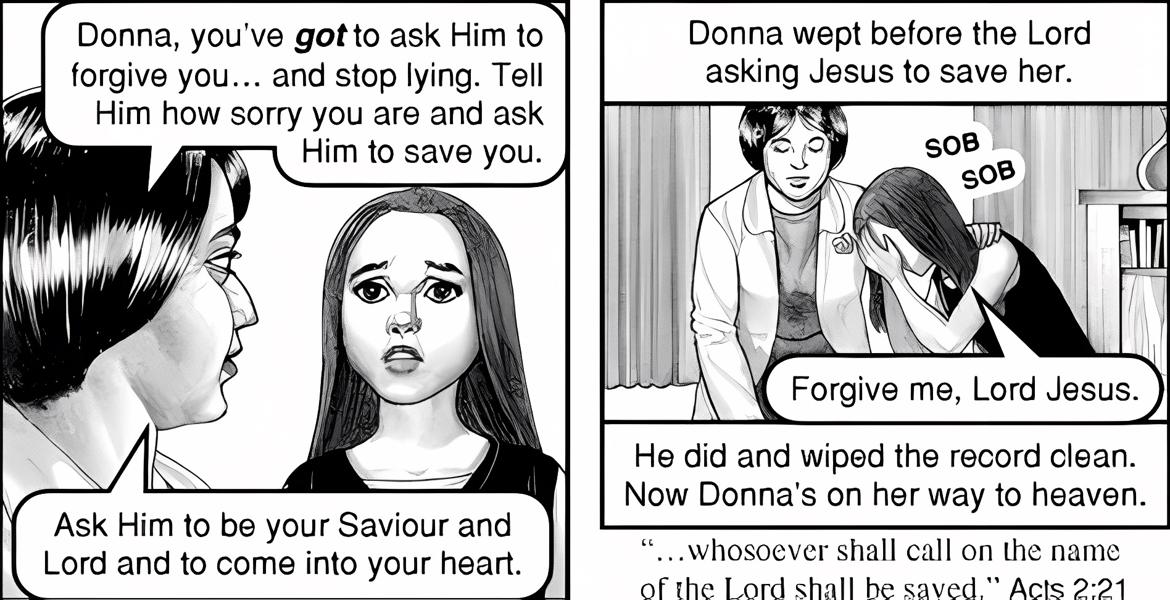 Donna, you've got to ask Him to
forgive you... and stop lying. Tell
Him how sorry you are and ask
Him to save you.
Ask Him to be your Saviour and
Lord and to come into your heart.
Donna wept before the Lord
asking Jesus to save her.
SOB
SOB
Forgive me, Lord Jesus.
He did and wiped the record clean.
Now Donna's on her way to heaven.
“...whosoever shall call on the name
of the Lord shall be saved.” Acts 2:21